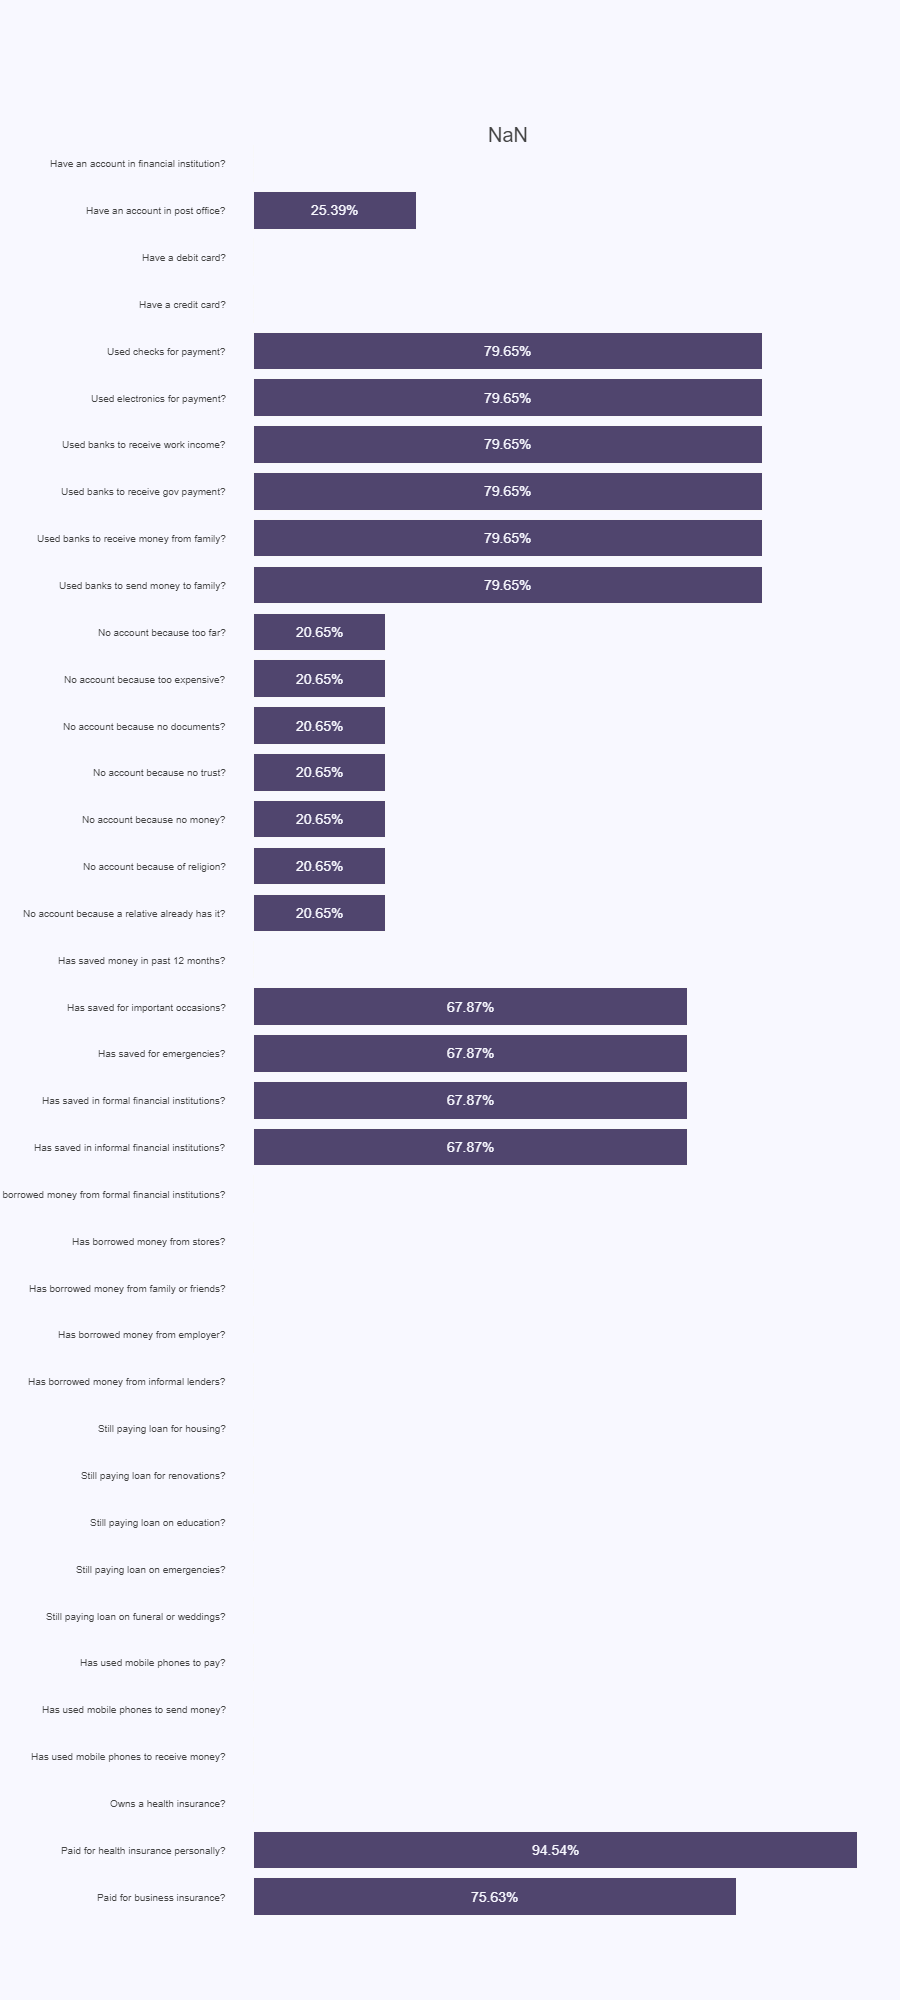 NaN
Have an account in financial institution?
Have an account in post office? 25.39%
Have a debit card?
Have a credit card?
Used checks for payment? 79.65%
Used electronics for payment? 79.65%
Used banks to receive work income? 79.65%
Used banks to receive gov payment? 79.65%
Used banks to receive money from family? 79.65%
Used banks to send money to family? 79.65%
No account because too far? 20.65%
No account because too expensive? 20.65%
No account because no documents? 20.65%
No account because no trust? 20.65%
No account because no money? 20.65%
No account because of religion? 20.65%
No account because a relative already has it? 20.65%
Has saved money in past 12 months?
Has saved for important occasions? 67.87%
Has saved for emergencies? 67.87%
Has saved in formal financial institutions? 67.87%
Has saved in informal financial institutions? 67.87%
borrowed money from formal financial institutions?
Has borrowed money from stores?
Has borrowed money from family or friends?
Has borrowed money from employer?
Has borrowed money from informal lenders?
Still paying loan for housing?
Still paying loan for renovations?
Still paying loan on education?
Still paying loan on emergencies?
Still paying loan on funeral or weddings?
Has used mobile phones to pay?
Has used mobile phones to send money?
Has used mobile phones to receive money?
Owns a health insurance?
Paid for health insurance personally? 94.54%
Paid for business insurance? 75.63%